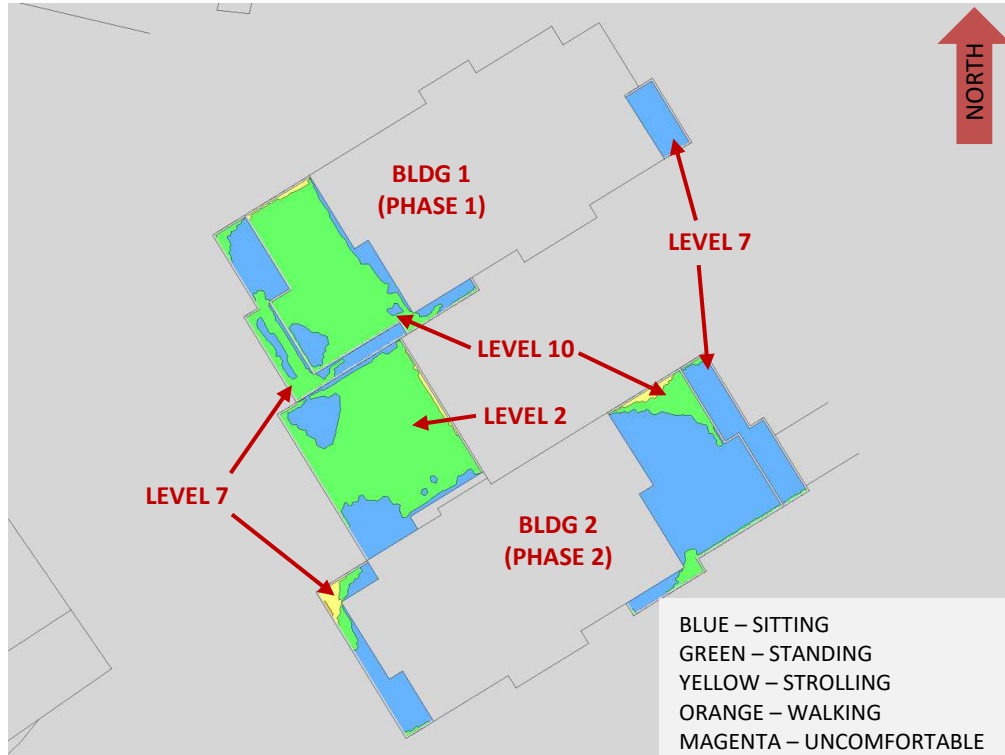 NORTH
BLDG 1
(PHASE 1)
LEVEL 7
LEVEL 10
LEVEL 2
LEVEL 7
BLDG 2
(PHASE 2)
BLUE – SITTING
GREEN – STANDING
YELLOW – STROLLING
ORANGE – WALKING
MAGENTA – UNCOMFORTABLE